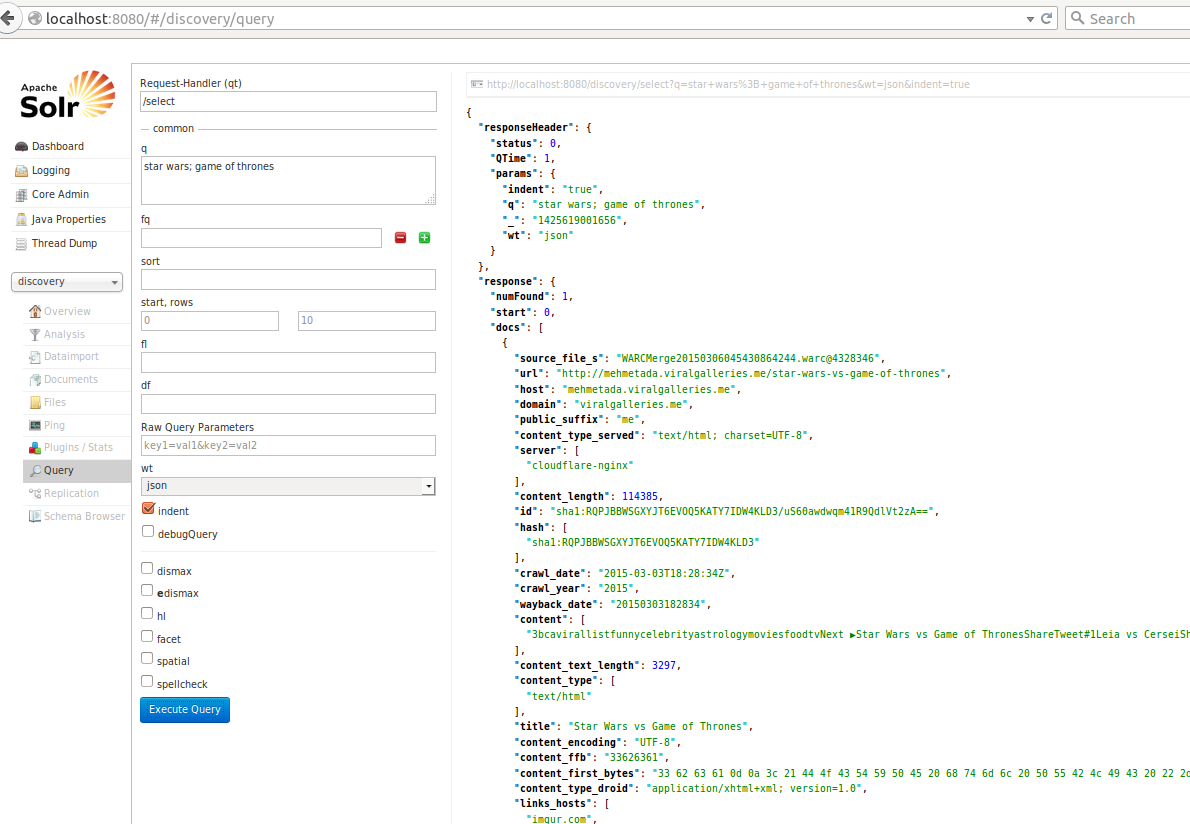 localhost:8080/#/discovery/query
Search
Apache
Solr
Dashboard
Logging
Core Admin
Java Properties
Thread Dump
discovery
Overview
Analysis
Dataimport
Documents
Files
Ping
Plugins / Stats
Query
Replication
Schema Browser
Request-Handler (qt)
/select
common
q
star wars; game of thrones
fq
sort
start, rows
0 10
fl
df
Raw Query Parameters
key1=val1&key2=val2
wt
json
indent
debugQuery
dismax
edismax
hl
facet
spatial
spellcheck
Execute Query
http://localhost:8080/discovery/select?q=star+wars%3B+game+of+thrones&wt=json&indent=true
{
"responseHeader": {
"status": 0,
"QTime": 1,
"params": {
"indent": "true",
"q": "star wars; game of thrones",
"_": "1425619001656",
"wt": "json"
}
},
"response": {
"numFound": 1,
"start": 0,
"docs": [
{
"source_file_s": "WARCMerge20150306045430864244.warc@4328346",
"url": "http://mehmetada.viralgalleries.me/star-wars-vs-game-of-thrones",
"host": "mehmetada.viralgalleries.me",
"domain": "viralgalleries.me",
"public_suffix": "me",
"content_type_served": "text/html; charset=UTF-8",
"server": [
"cloudflare-nginx"
],
"content_length": 114385,
"id": "sha1:RQPJBBWSGXYJT6EVOQ5KATY7IDW4KLD3/uS60awdwqm41R9QdlVt2zA==",
"hash": [
"sha1:RQPJBBWSGXYJT6EVOQ5KATY7IDW4KLD3"
],
"crawl_date": "2015-03-03T18:28:34Z",
"crawl_year": "2015",
"wayback_date": "20150303182834",
"content": [
"3bcavirallistfunnycelebrityastrologymoviesfoodtvNext ▶Star Wars vs Game of ThronesShareTweet#1Leia vs CerseiSh
],
"content_text_length": 3297,
"content_type": [
"text/html"
],
"title": "Star Wars vs Game of Thrones",
"content_encoding": "UTF-8",
"content_ffb": "33626361",
"content_first_bytes": "33 62 63 61 0d 0a 3c 21 44 4f 43 54 59 50 45 20 68 74 6d 6c 20 50 55 42 4c 49 43 20 22 2d
"content_type_droid": "application/xhtml+xml; version=1.0",
"links_hosts": [
"imgur.com",